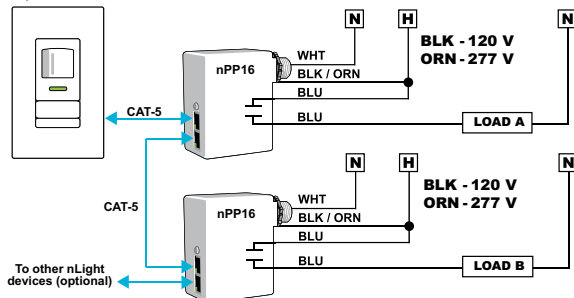 N H N
WHT
BLK - 120 V
ORN - 277 V
nPP16
BLK / ORN
BLU
CAT-5
BLU
LOAD A
N H N
WHT
BLK - 120 V
ORN - 277 V
CAT-5
nPP16
BLK / ORN
BLU
BLU
LOAD B
To other nLight
devices (optional)